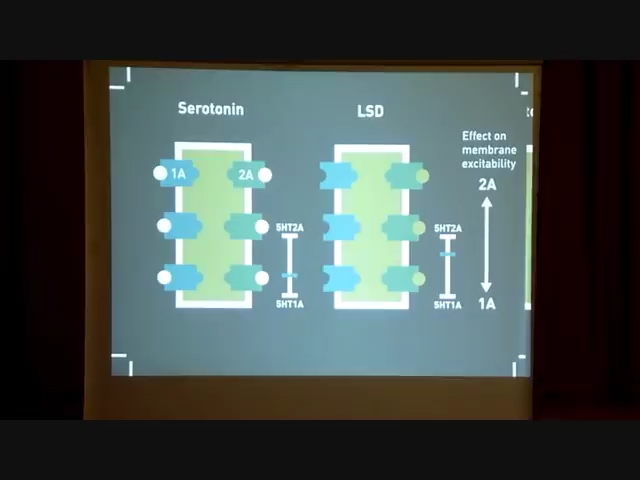 Serotonin
LSD
Effect on
membrane
excitability
1A
2A
2A
5HT2A
5HT2A
5HT1A
5HT1A
1A